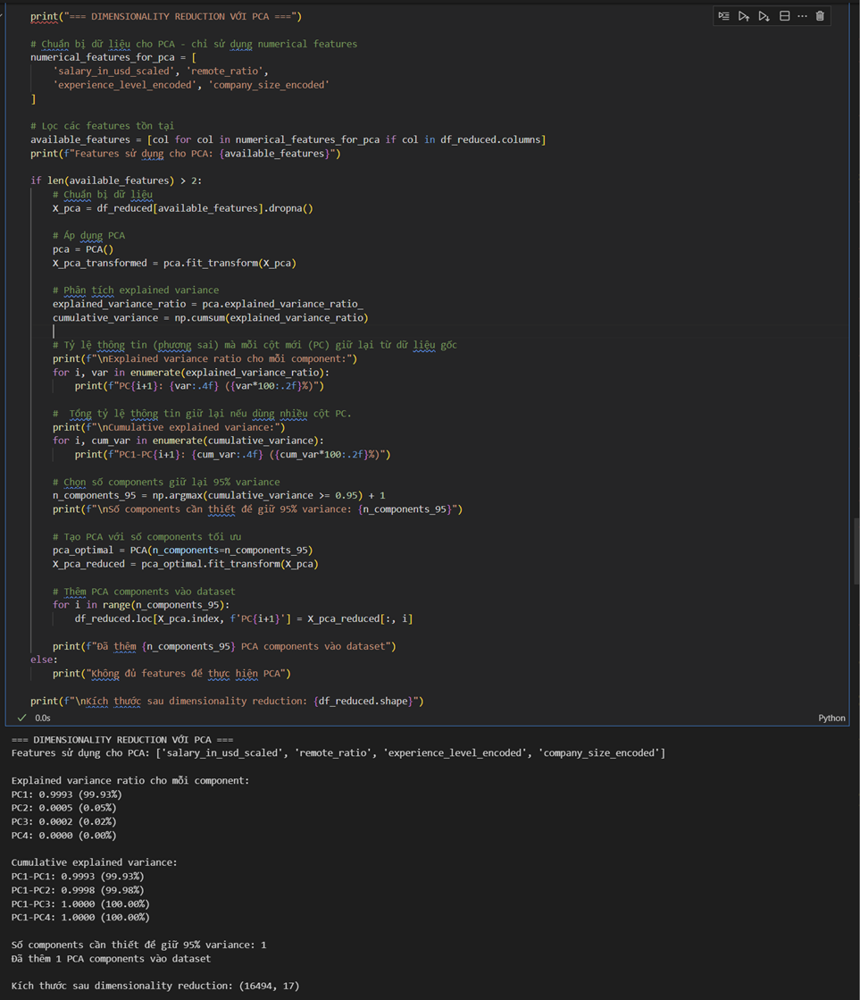 print("=== DIMENSIONALITY REDUCTION VỚI PCA ===")
# Chuẩn bị dữ liệu cho PCA - chỉ sử dụng numerical features
numerical_features_for_pca = [
    'salary_in_usd_scaled', 'remote_ratio',
    'experience_level_encoded', 'company_size_encoded'
]
# Lọc các features tồn tại
available_features = [col for col in numerical_features_for_pca if col in df_reduced.columns]
print(f"Features sử dụng cho PCA: {available_features}")
if len(available_features) > 2:
    # Chuẩn bị dữ liệu
    X_pca = df_reduced[available_features].dropna()
    # Áp dụng PCA
    pca = PCA()
    X_pca_transformed = pca.fit_transform(X_pca)
    # Phân tích explained variance
    explained_variance_ratio = pca.explained_variance_ratio_
    cumulative_variance = np.cumsum(explained_variance_ratio)
    # Tỷ lệ thông tin (phương sai) mà mỗi cột mới (PC) giữ lại từ dữ liệu gốc
    print(f"\nExplained variance ratio cho mỗi component:")
    for i, var in enumerate(explained_variance_ratio):
        print(f"PC{i+1}: {var:.4f} ({var*100:.2f}%)")
    #  Tổng tỷ lệ thông tin giữ lại nếu dùng nhiều cột PC.
    print(f"\nCumulative explained variance:")
    for i, cum_var in enumerate(cumulative_variance):
        print(f"PC1-PC{i+1}: {cum_var:.4f} ({cum_var*100:.2f}%)")
    # Chọn số components giữ lại 95% variance
    n_components_95 = np.argmax(cumulative_variance >= 0.95) + 1
    print(f"\nSố components cần thiết để giữ 95% variance: {n_components_95}")
    # Tạo PCA với số components tối ưu
    pca_optimal = PCA(n_components=n_components_95)
    X_pca_reduced = pca_optimal.fit_transform(X_pca)
    # Thêm PCA components vào dataset
    for i in range(n_components_95):
        df_reduced.loc[X_pca.index, f'PC{i+1}'] = X_pca_reduced[:, i]
    print(f"Đã thêm {n_components_95} PCA components vào dataset")
else:
    print("Không đủ features để thực hiện PCA")
print(f"\nKích thước sau dimensionality reduction: {df_reduced.shape}")
0.0s Python
=== DIMENSIONALITY REDUCTION VỚI PCA ===
Features sử dụng cho PCA: ['salary_in_usd_scaled', 'remote_ratio', 'experience_level_encoded', 'company_size_encoded']
Explained variance ratio cho mỗi component:
PC1: 0.9993 (99.93%)
PC2: 0.0005 (0.05%)
PC3: 0.0002 (0.02%)
PC4: 0.0000 (0.00%)
Cumulative explained variance:
PC1-PC1: 0.9993 (99.93%)
PC1-PC2: 0.9998 (99.98%)
PC1-PC3: 1.0000 (100.00%)
PC1-PC4: 1.0000 (100.00%)
Số components cần thiết để giữ 95% variance: 1
Đã thêm 1 PCA components vào dataset
Kích thước sau dimensionality reduction: (16494, 17)